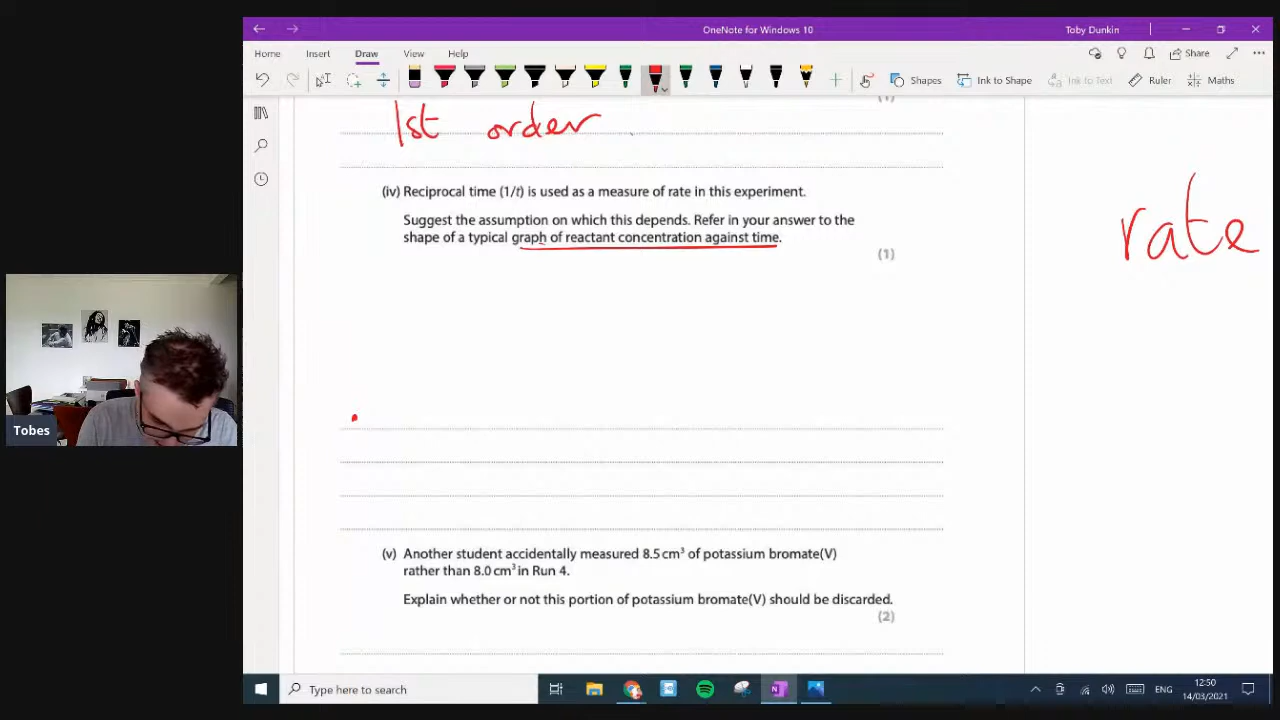 OneNote for Windows 10
Toby Dunkin
Home Insert Draw View Help
Share
Shapes Ink to Shape Ink to Text Ruler Maths
(1)
1st order
(iv) Reciprocal time (1/t) is used as a measure of rate in this experiment.
Suggest the assumption on which this depends. Refer in your answer to the
shape of a typical graph of reactant concentration against time.
(1)
rate
Tobes
(v) Another student accidentally measured 8.5 cm³ of potassium bromate(V)
rather than 8.0 cm³ in Run 4.
Explain whether or not this portion of potassium bromate(V) should be discarded.
(2)
Type here to search
ENG
12:50
14/03/2021